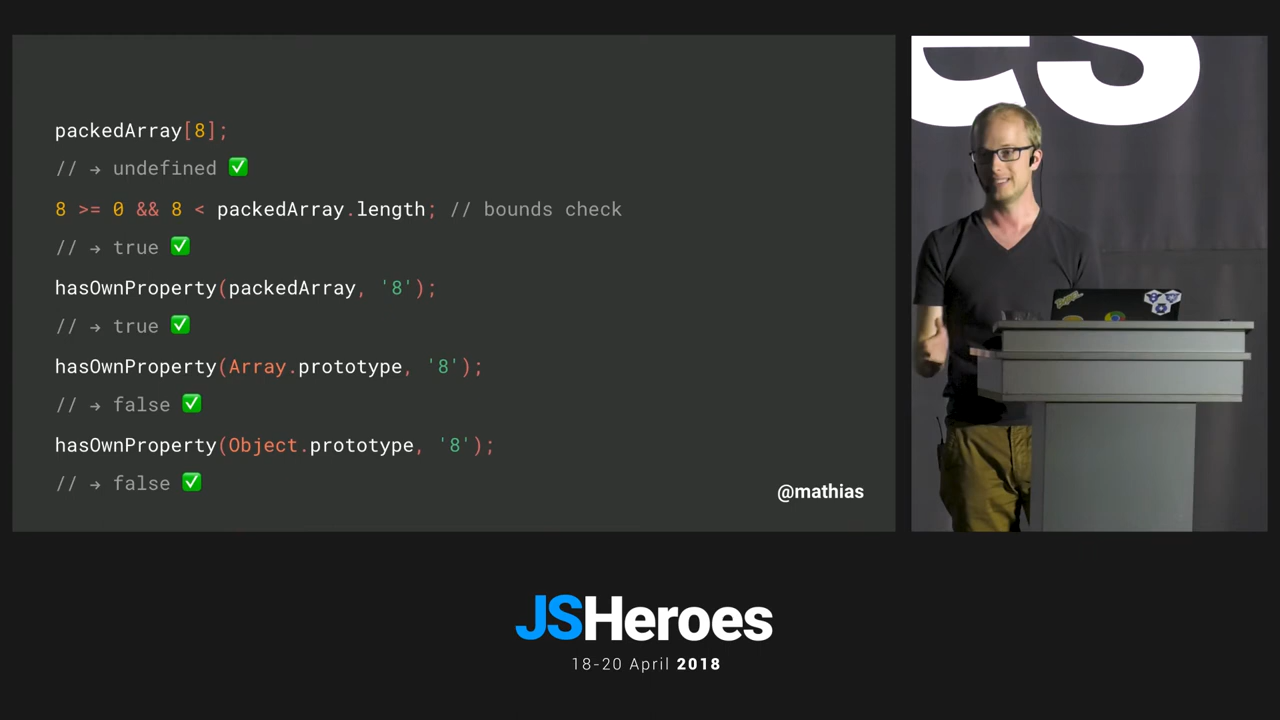 packedArray[8];
// → undefined ✅
8 >= 0 && 8 < packedArray.length; // bounds check
// → true ✅
hasOwnProperty(packedArray, '8');
// → true ✅
hasOwnProperty(Array.prototype, '8');
// → false ✅
hasOwnProperty(Object.prototype, '8');
// → false ✅
@mathias
es
JSHeroes
18-20 April 2018